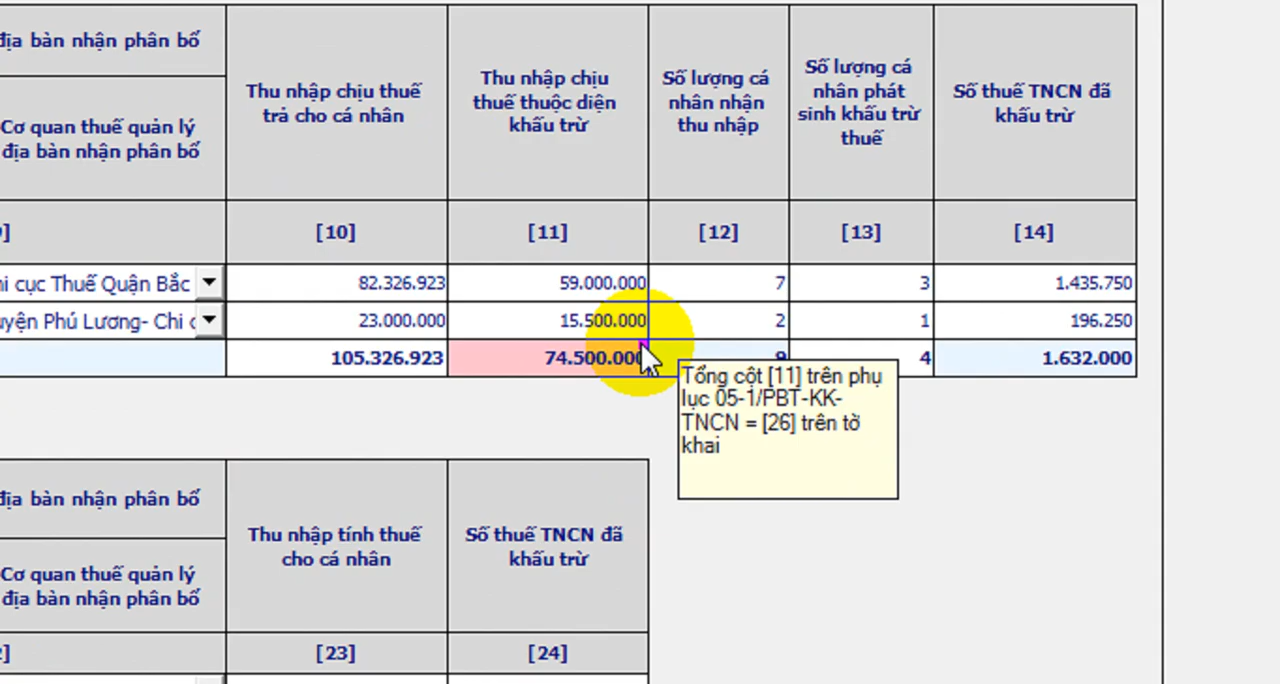 địa bàn nhận phân bổ
Cơ quan thuế quản lý
địa bàn nhận phân bổ
Thu nhập chịu thuế
trả cho cá nhân
Thu nhập chịu
thuế thuộc diện
khấu trừ
Số lượng cá
nhân nhận
thu nhập
Số lượng cá
nhân phát
sinh khấu trừ
thuế
Số thuế TNCN đã
khấu trừ
[10] [11] [12] [13] [14]
hi cục Thuế Quận Bắc 82.326.923 59.000.000 7 3 1.435.750
uyện Phú Lương- Chi c 23.000.000 15.500.000 2 1 196.250
105.326.923 74.500.000 9 4 1.632.000
Tổng cột [11] trên phụ
lục 05-1/PBT-KK-
TNCN = [26] trên tờ
khai
địa bàn nhận phân bổ
Cơ quan thuế quản lý
địa bàn nhận phân bổ
Thu nhập tính thuế
cho cá nhân
Số thuế TNCN đã
khấu trừ
[23] [24]